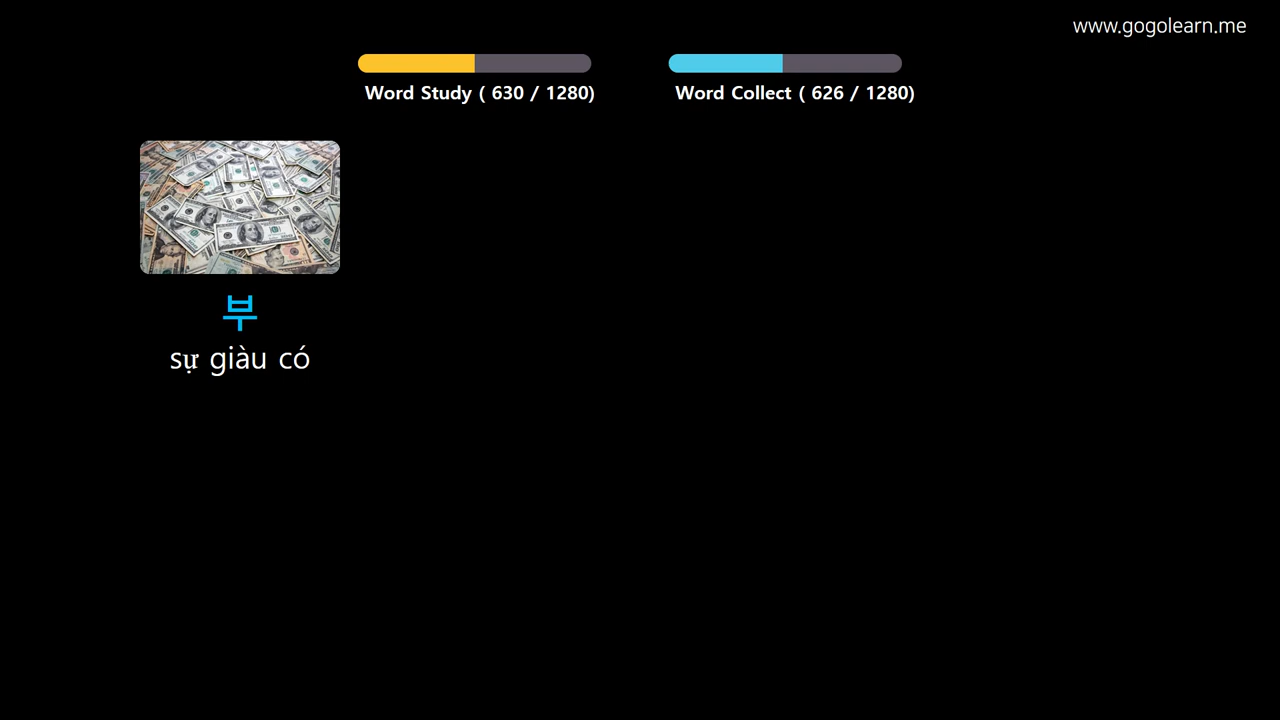 www.gogolearn.me
Word Study ( 630 / 1280)
Word Collect ( 626 / 1280)
부
sự giàu có